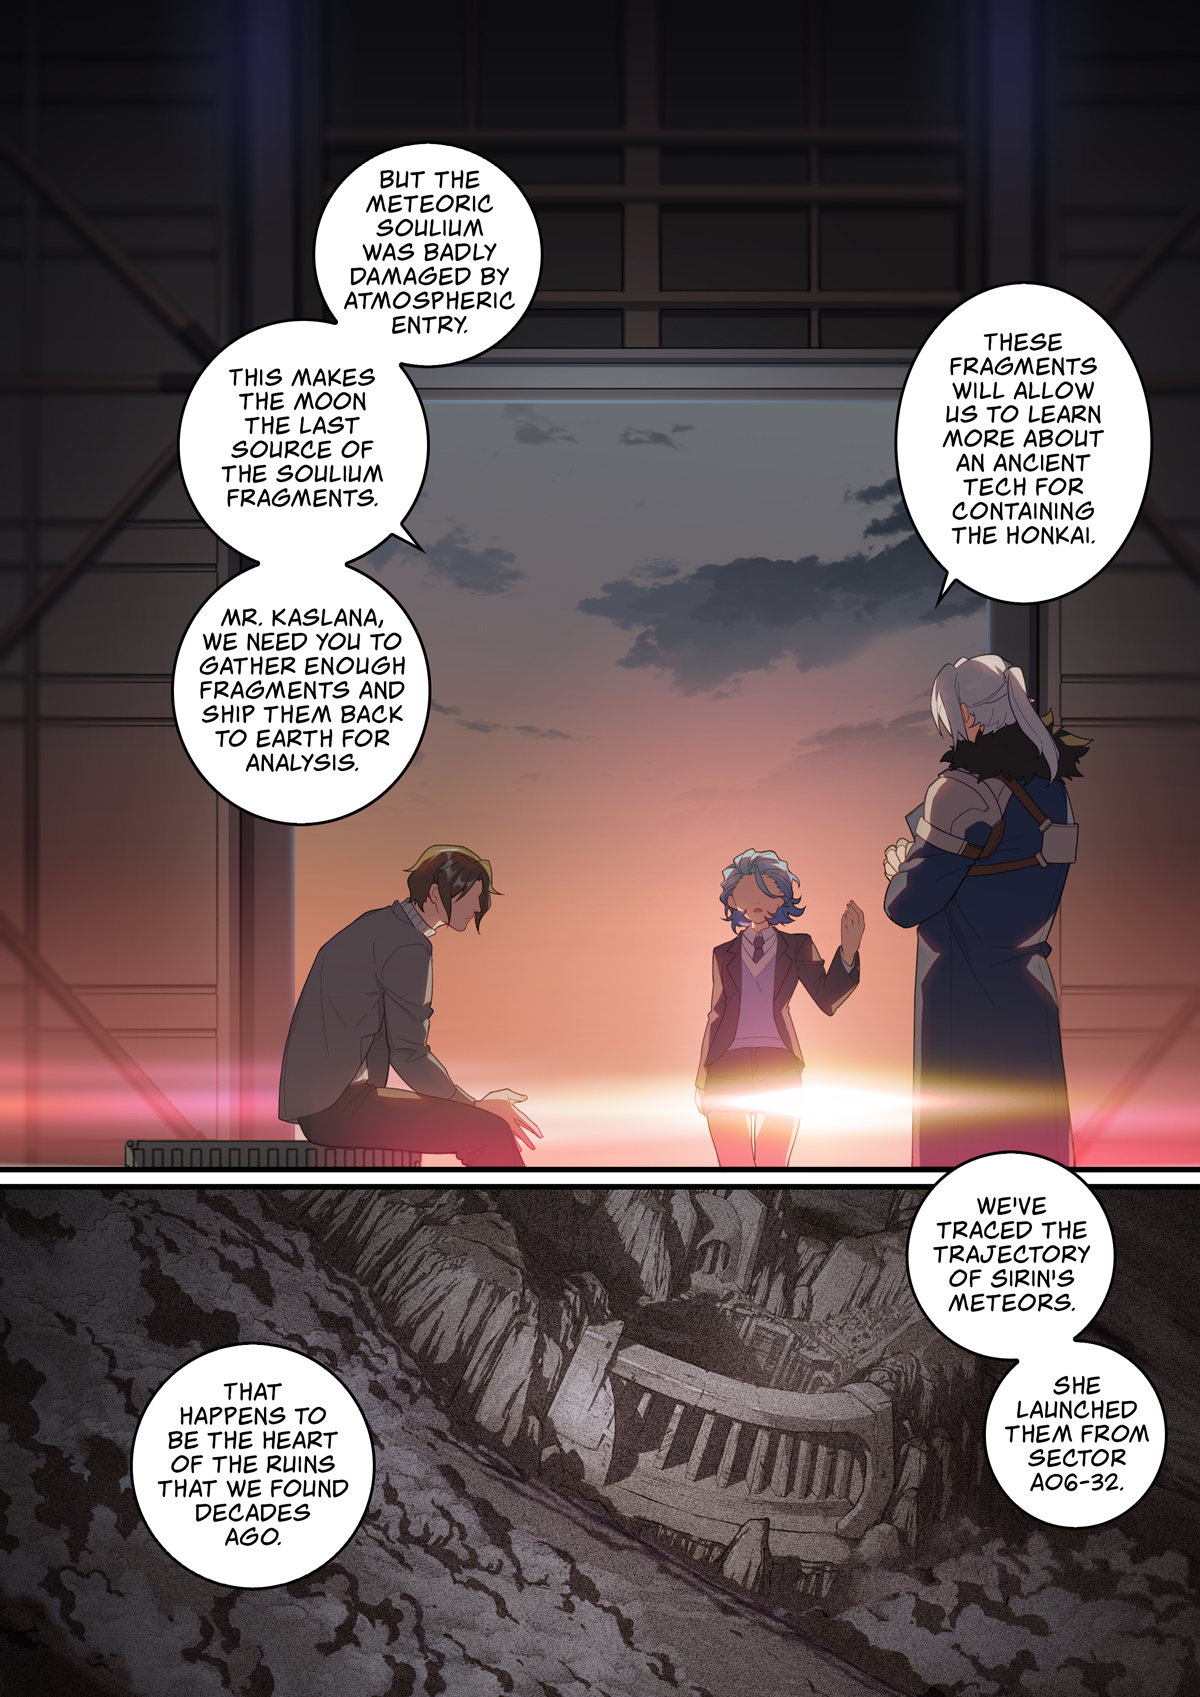 BUT THE
METEORIC
SOULIUM
WAS BADLY
DAMAGED BY
ATMOSPHERIC
ENTRY.
THIS MAKES
THE MOON
THE LAST
SOURCE OF
THE SOULIUM
FRAGMENTS.
MR. KASLANA,
WE NEED YOU TO
GATHER ENOUGH
FRAGMENTS AND
SHIP THEM BACK
TO EARTH FOR
ANALYSIS.
THESE
FRAGMENTS
WILL ALLOW
US TO LEARN
MORE ABOUT
AN ANCIENT
TECH FOR
CONTAINING
THE HONKAI.
WE'VE
TRACED THE
TRAJECTORY
OF SIRIN'S
METEORS.
SHE
LAUNCHED
THEM FROM
SECTOR
A06-32.
THAT
HAPPENS TO
BE THE HEART
OF THE RUINS
THAT WE FOUND
DECADES
AGO.